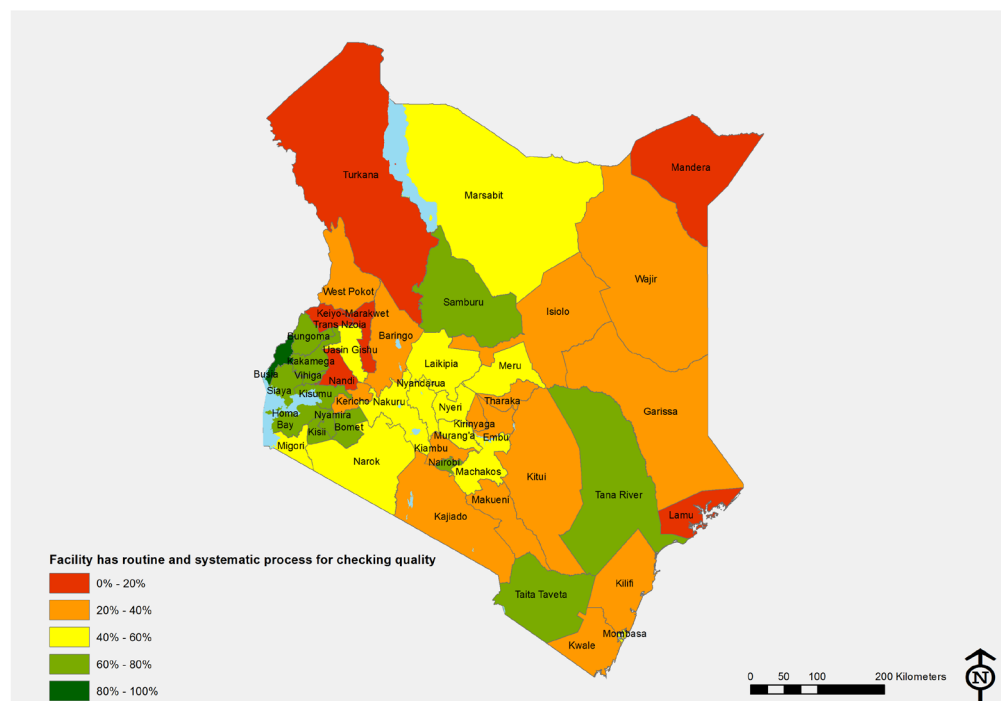 Mandera
Turkana
Marsabit
Wajir
West Pokot
Samburu
Isiolo
Keiyo-Marakwet
Trans Nzoia
Bungoma
Baringo
Uasin Gishu
Kakamega
Laikipia
Meru
Busia
Vihiga
Nandi
Nyandarua
Siaya
Kisumu
Kericho
Nakuru
Tharaka
Nyeri
Homa
Bay
Nyamira
Kirinyaga
Garissa
Bomet
Kisii
Murang'a
Embu
Migori
Kiambu
Narok
Nairobi
Machakos
Kitui
Tana River
Makueni
Kajiado
Lamu
Facility has routine and systematic process for checking quality
0% - 20%
Kilifi
Taita Taveta
20% - 40%
40% - 60%
Mombasa
Kwale
60% - 80%
0 50 100 200 Kilometers
N
80% - 100%